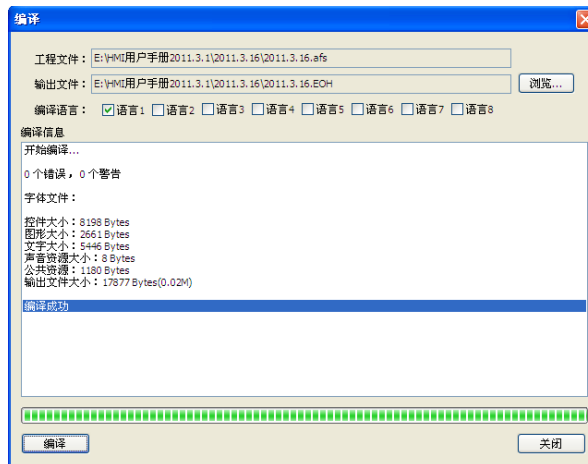 编译
工程文件： E:\HMI用户手册2011.3.1\2011.3.16\2011.3.16.afs
输出文件： E:\HMI用户手册2011.3.1\2011.3.16\2011.3.16.EOH 浏览...
编译语言： 语言1 语言2 语言3 语言4 语言5 语言6 语言7 语言8
编译信息
开始编译...
0个错误，0个警告
字体文件：
控件大小：8198 Bytes
图形大小：2661 Bytes
文字大小：5446 Bytes
声音资源大小：8 Bytes
公共资源：1180 Bytes
输出文件大小：17877 Bytes(0.02M)
编译成功
编译 关闭